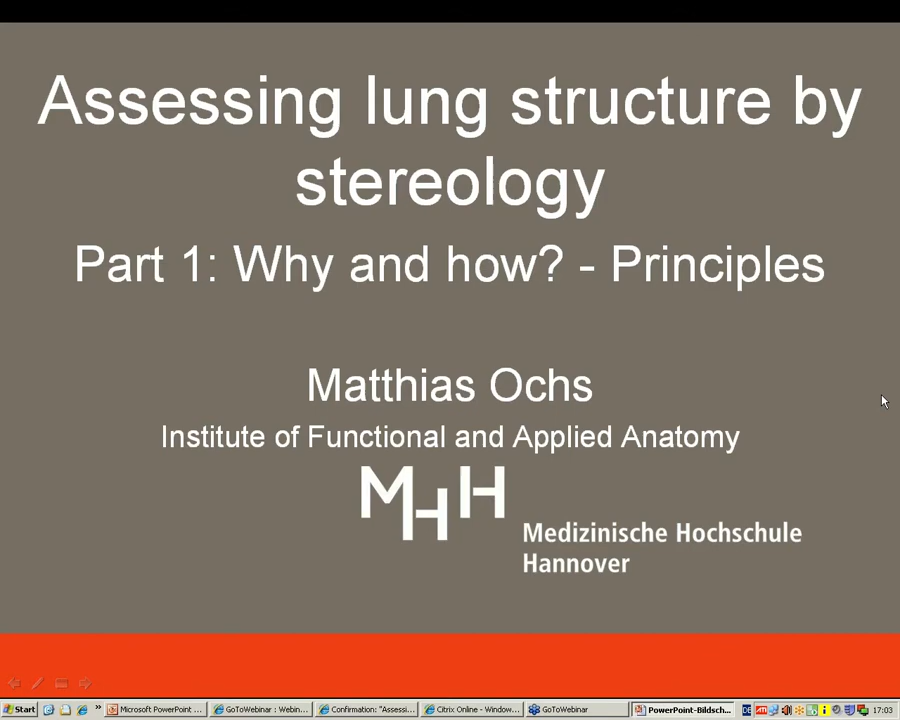 Assessing lung structure by
stereology
Part 1: Why and how? - Principles
Matthias Ochs
Institute of Functional and Applied Anatomy
MHH
Medizinische Hochschule
Hannover
Start » Microsoft PowerPoint ... GoToWebinar : Webin... Confirmation: "Assessi... Citrix Online - Window... GoToWebinar PowerPoint-Bildsch... DE ATI 17:03